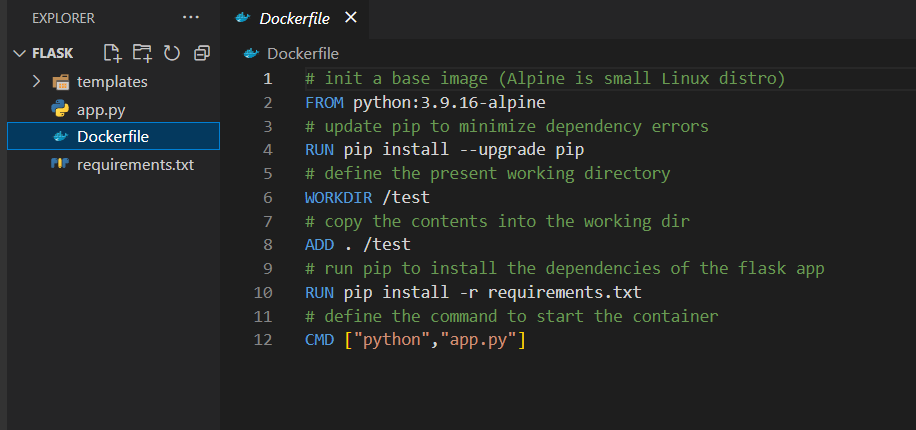 EXPLORER
Dockerfile
FLASK
templates
app.py
Dockerfile
requirements.txt
Dockerfile
1 # init a base image (Alpine is small Linux distro)
2 FROM python:3.9.16-alpine
3 # update pip to minimize dependency errors
4 RUN pip install --upgrade pip
5 # define the present working directory
6 WORKDIR /test
7 # copy the contents into the working dir
8 ADD . /test
9 # run pip to install the dependencies of the flask app
10 RUN pip install -r requirements.txt
11 # define the command to start the container
12 CMD ["python","app.py"]